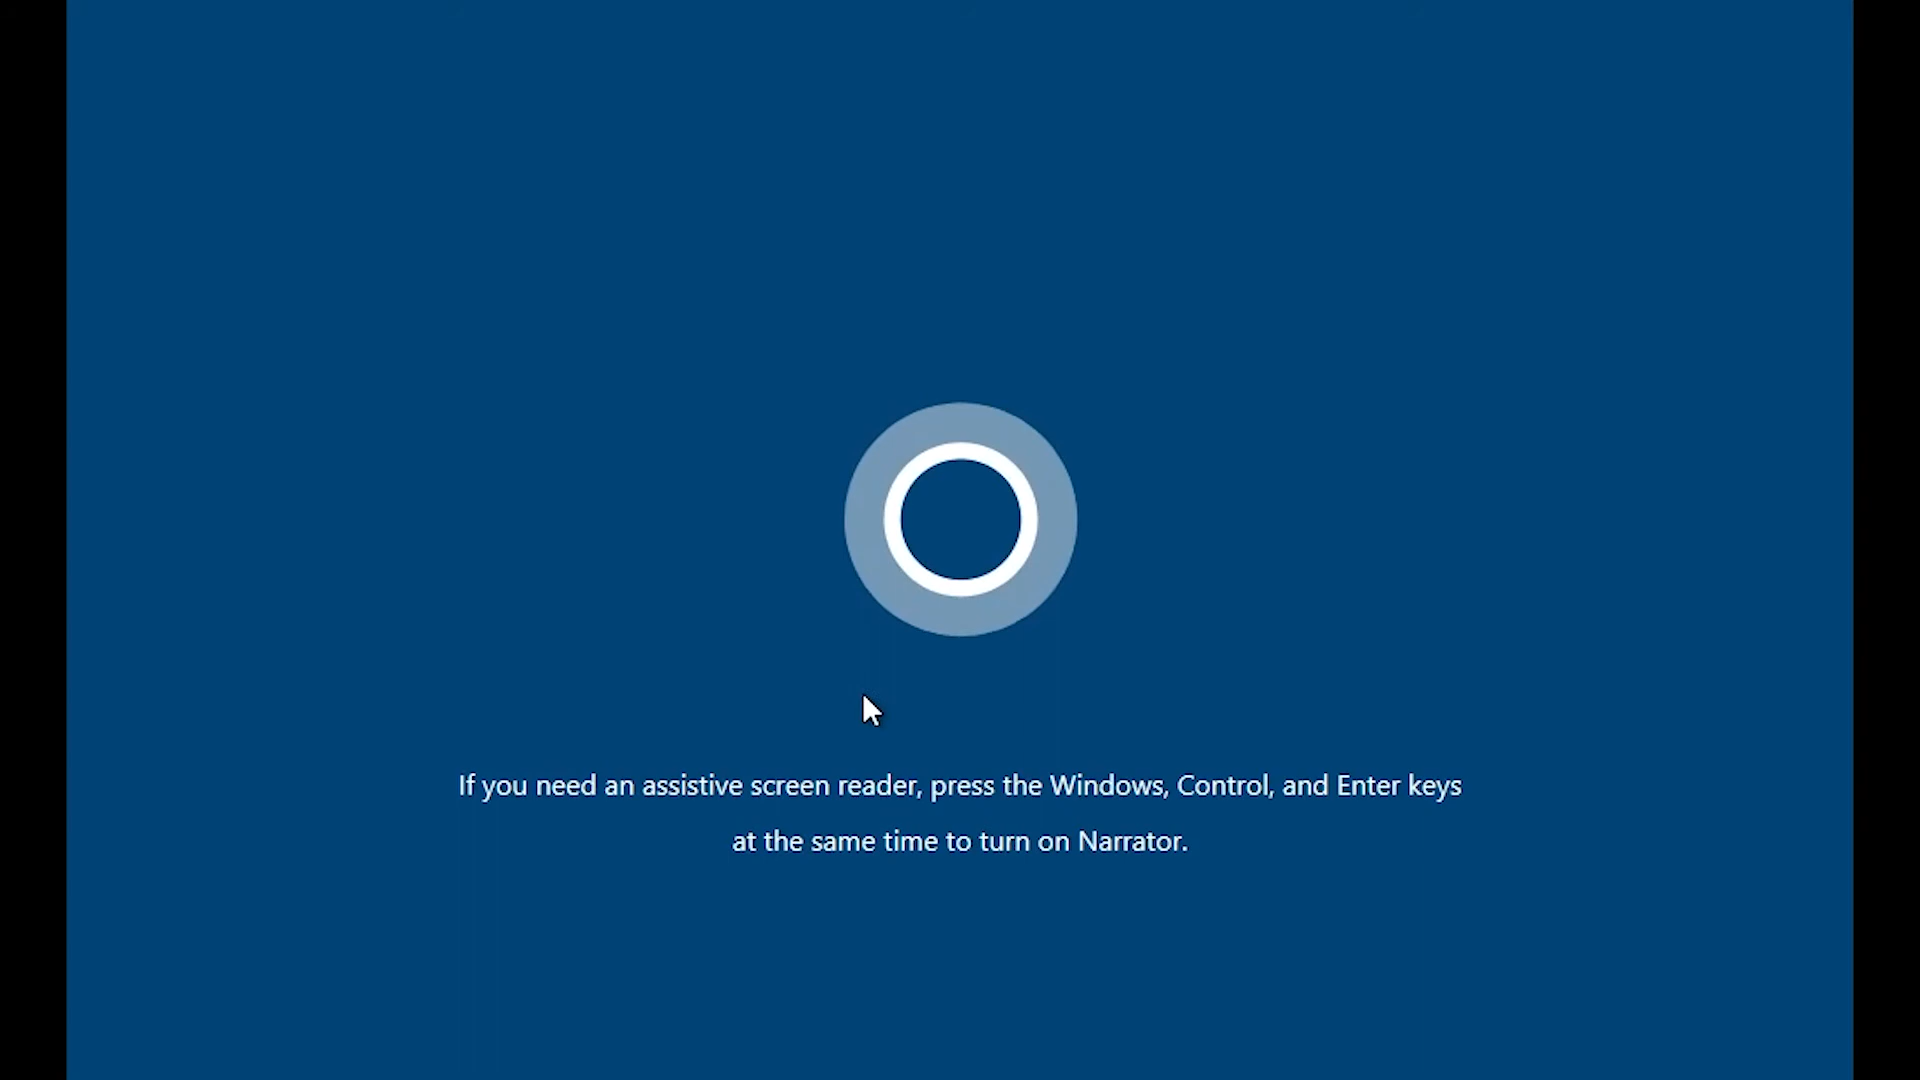 If you need an assistive screen reader, press the Windows, Control, and Enter keys
at the same time to turn on Narrator.